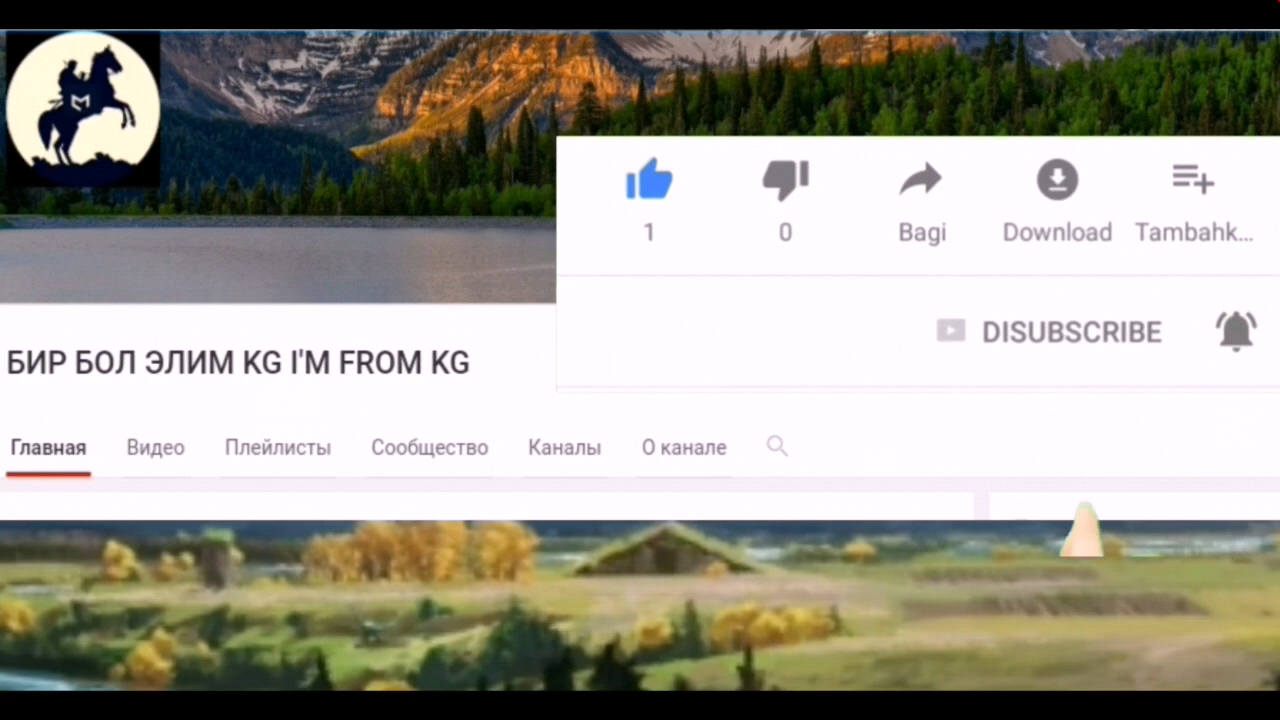 1
0
Bagi
Download
Tambahk...
DISUBSCRIBE
БИР БОЛ ЭЛИМ KG I'M FROM KG
Главная Видео Плейлисты Сообщество Каналы О канале